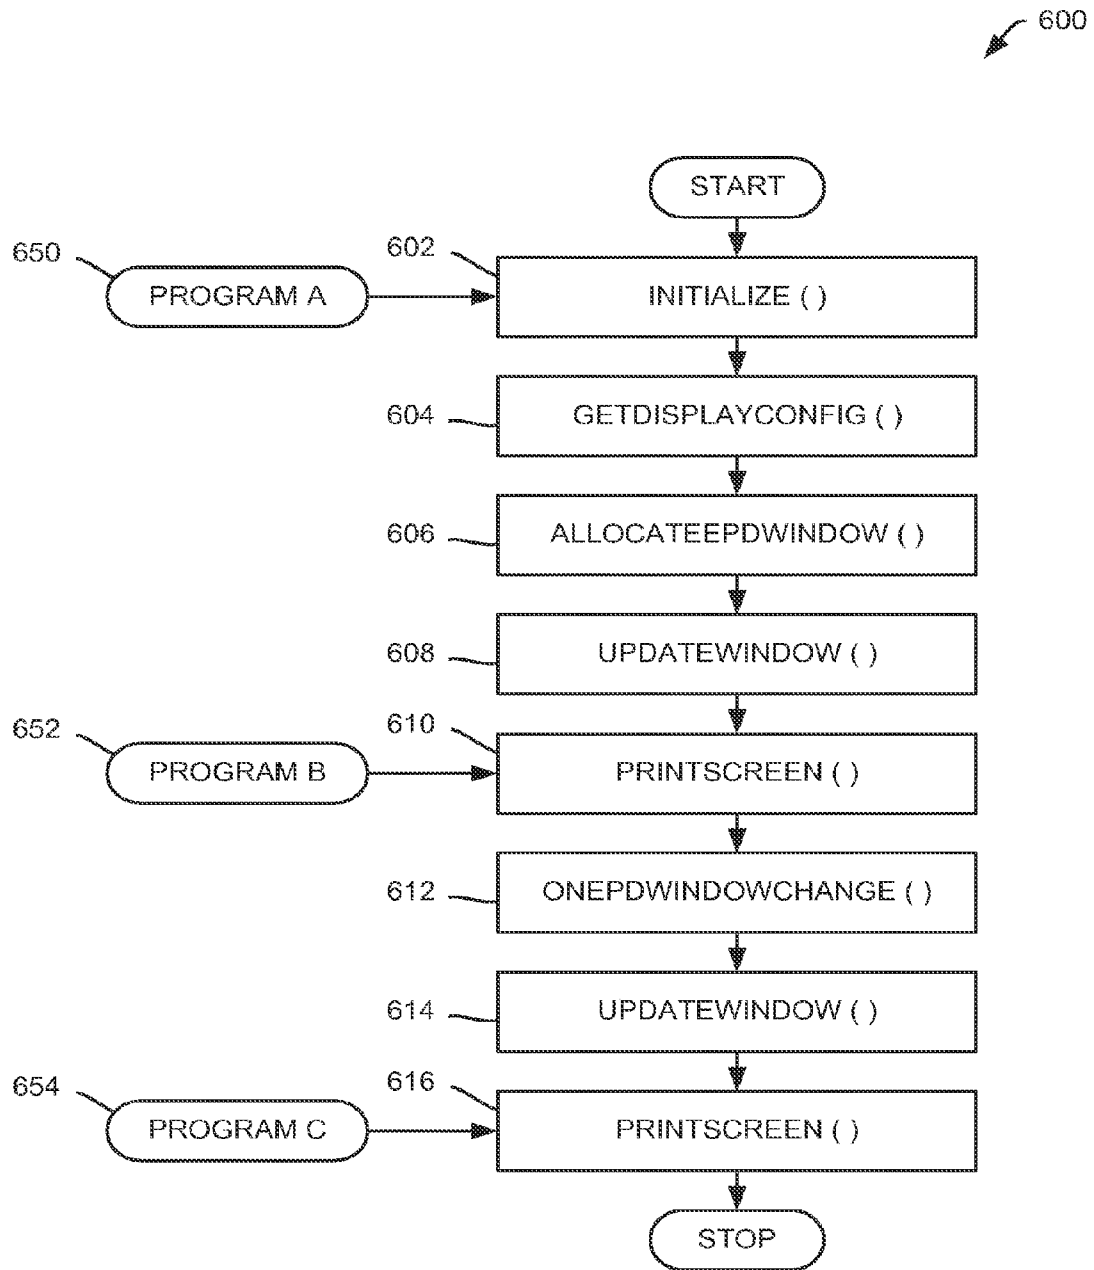 600
START
650
602
PROGRAM A
INITIALIZE ( )
604
GETDISPLAYCONFIG ( )
606
ALLOCATEEPDWINDOW ( )
608
UPDATEWINDOW ( )
652
610
PROGRAM B
PRINTSCREEN ( )
612
ONEPDWINDOWCHANGE ( )
614
UPDATEWINDOW ( )
654
616
PROGRAM C
PRINTSCREEN ( )
STOP